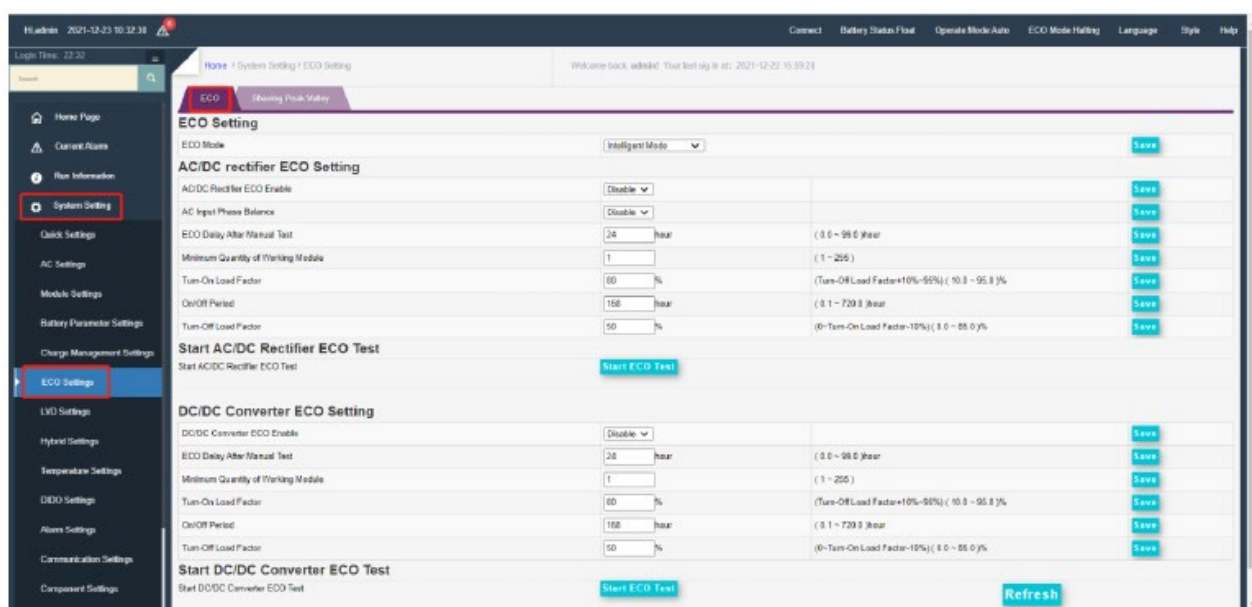 Hi,admin 2021-12-23 10:32:38 6 Connect Battery Status:Float Operate Mode:Auto ECO Mode:Halting Language Style Help
Login Time: 22:32
Search
Home > System Setting > ECO Setting Welcome back, admin! Your last sig in at: 2021-12-22
ECO Shaving Peak Valley
Home Page
Current Alarm
Run Information
System Setting
Quick Settings
AC Settings
Module Settings
Battery Parameter Settings
Charge Management Settings
ECO Settings
LVD Settings
Hybrid Settings
Temperature Settings
DIDO Settings
Alarm Settings
Communication Settings
Component Settings
ECO Setting
ECO Mode Intelligent Mode Save
AC/DC rectifier ECO Setting
AC/DC Rectifier ECO Enable Disable Save
AC Input Phase Balance Disable Save
ECO Delay After Manual Test 24 hour ( 0.0 ~ 99.0 )hour Save
Minimum Quantity of Working Module 1 ( 1 ~ 255 ) Save
Turn-On Load Factor 80 % (Turn-Off Load Factor+10%~95%) ( 10.0 ~ 95.0 )% Save
On/Off Period 168 hour ( 0.1 ~ 720.0 )hour Save
Turn-Off Load Factor 50 % (0~Turn-On Load Factor-10%) ( 0.0 ~ 85.0 )% Save
Start AC/DC Rectifier ECO Test
Start AC/DC Rectifier ECO Test Start ECO Test
DC/DC Converter ECO Setting
DC/DC Converter ECO Enable Disable Save
ECO Delay After Manual Test 24 hour ( 0.0 ~ 99.0 )hour Save
Minimum Quantity of Working Module 1 ( 1 ~ 255 ) Save
Turn-On Load Factor 80 % (Turn-Off Load Factor+10%~95%) ( 10.0 ~ 95.0 )% Save
On/Off Period 168 hour ( 0.1 ~ 720.0 )hour Save
Turn-Off Load Factor 50 % (0~Turn-On Load Factor-10%) ( 0.0 ~ 85.0 )% Save
Start DC/DC Converter ECO Test
Start DC/DC Converter ECO Test Start ECO Test
Refresh